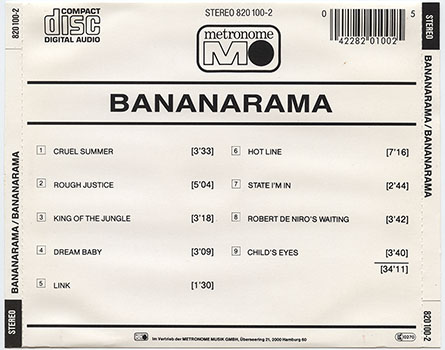 COMPACT
disc
DIGITAL AUDIO
STEREO 820 100-2
metronome
M
0 42282 01002 5
BANANARAMA
1 CRUEL SUMMER [3'33]
2 ROUGH JUSTICE [5'04]
3 KING OF THE JUNGLE [3'18]
4 DREAM BABY [3'09]
5 LINK [1'30]
6 HOT LINE [7'16]
7 STATE I'M IN [2'44]
8 ROBERT DE NIRO'S WAITING [3'42]
9 CHILD'S EYES [3'40]
[34'11]
Im Vertrieb der METRONOME MUSIK GMBH, Überseering 21, 2000 Hamburg 60
820 100-2
BANANARAMA/BANANARAMA
STEREO
STEREO
BANANARAMA/BANANARAMA
820 100-2